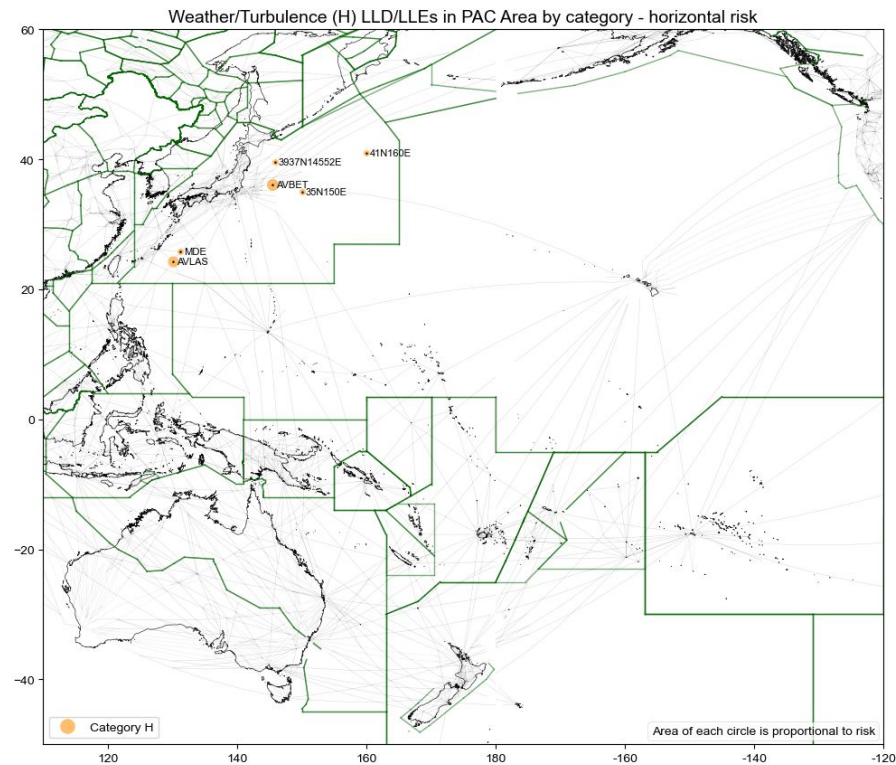 Weather/Turbulence (H) LLD/LLEs in PAC Area by category - horizontal risk
60
40
20
0
−20
−40
41N160E
3937N14552E
AVBET
35N150E
MDE
AVLAS
Category H
Area of each circle is proportional to risk
120
140
160
180
-160
-140
-120